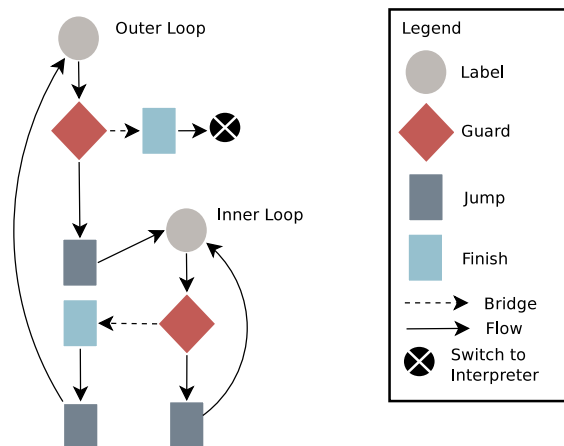 Outer Loop
Inner Loop
Legend
Label
Guard
Jump
Finish
Bridge
Flow
Switch to
Interpreter